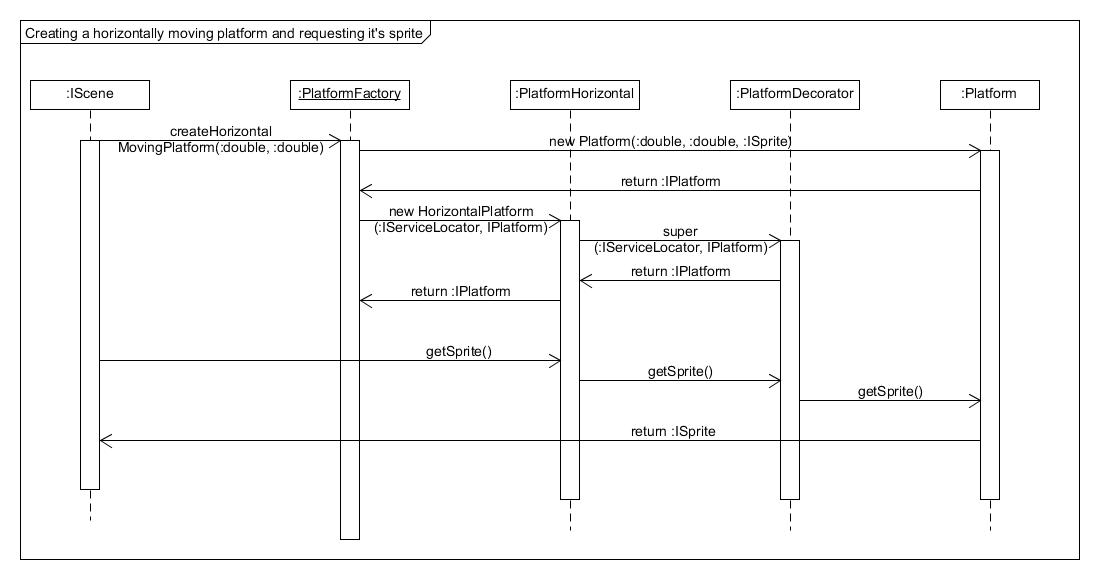 Creating a horizontally moving platform and requesting it's sprite
:IScene
:PlatformFactory
:PlatformHorizontal
:PlatformDecorator
:Platform
createHorizontal
MovingPlatform(:double, :double)
new Platform(:double, :double, :ISprite)
return :IPlatform
new HorizontalPlatform
(:IServiceLocator, IPlatform)
super
(:IServiceLocator, IPlatform)
return :IPlatform
return :IPlatform
getSprite()
getSprite()
getSprite()
return :ISprite